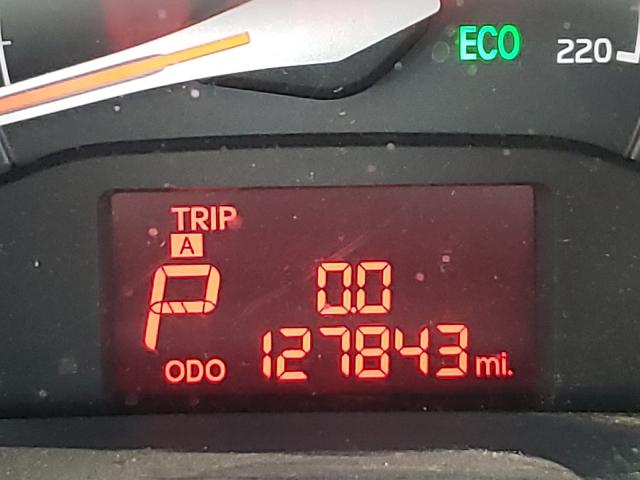 ECO 220
TRIP
A
P 0.0
ODO 127843 mi.